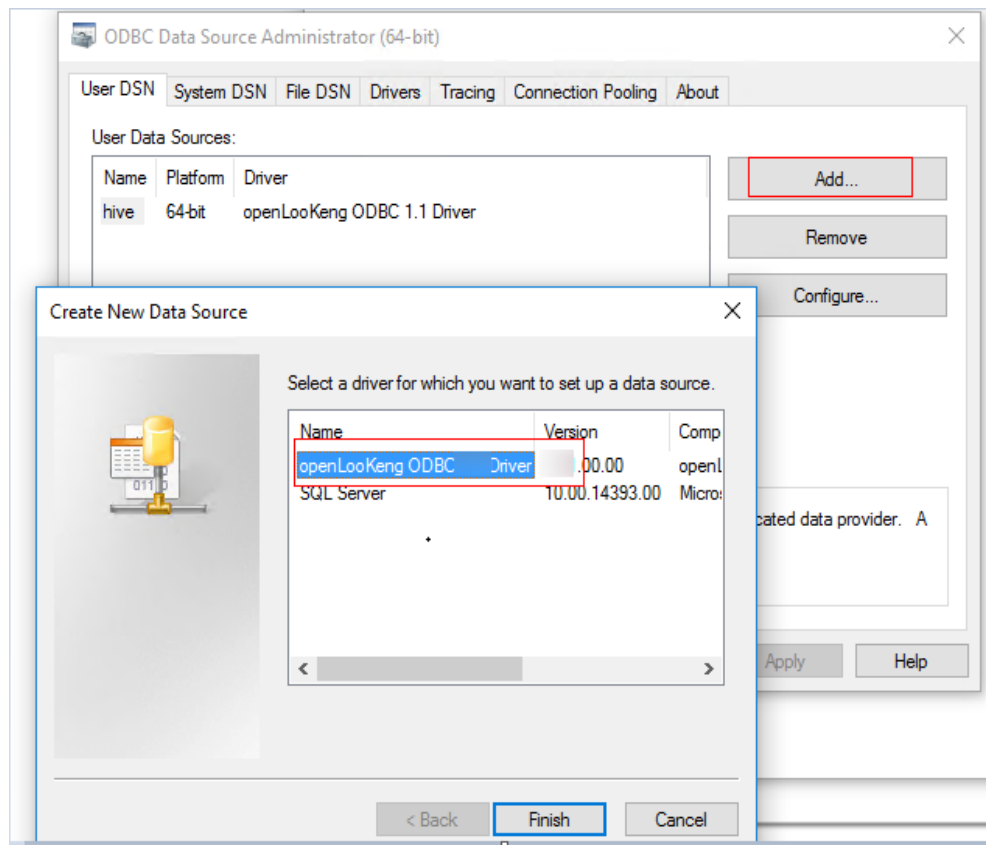 ODBC Data Source Administrator (64-bit)
User DSN System DSN File DSN Drivers Tracing Connection Pooling About
User Data Sources:
Name Platform Driver
hive 64-bit openLooKeng ODBC 1.1 Driver
Add...
Remove
Configure...
Create New Data Source
Select a driver for which you want to set up a data source.
Name Version Comp
openLooKeng ODBC Driver .00.00 openL
SQL Server 10.00.14393.00 Micros
011
cated data provider. A
Apply Help
< Back Finish Cancel